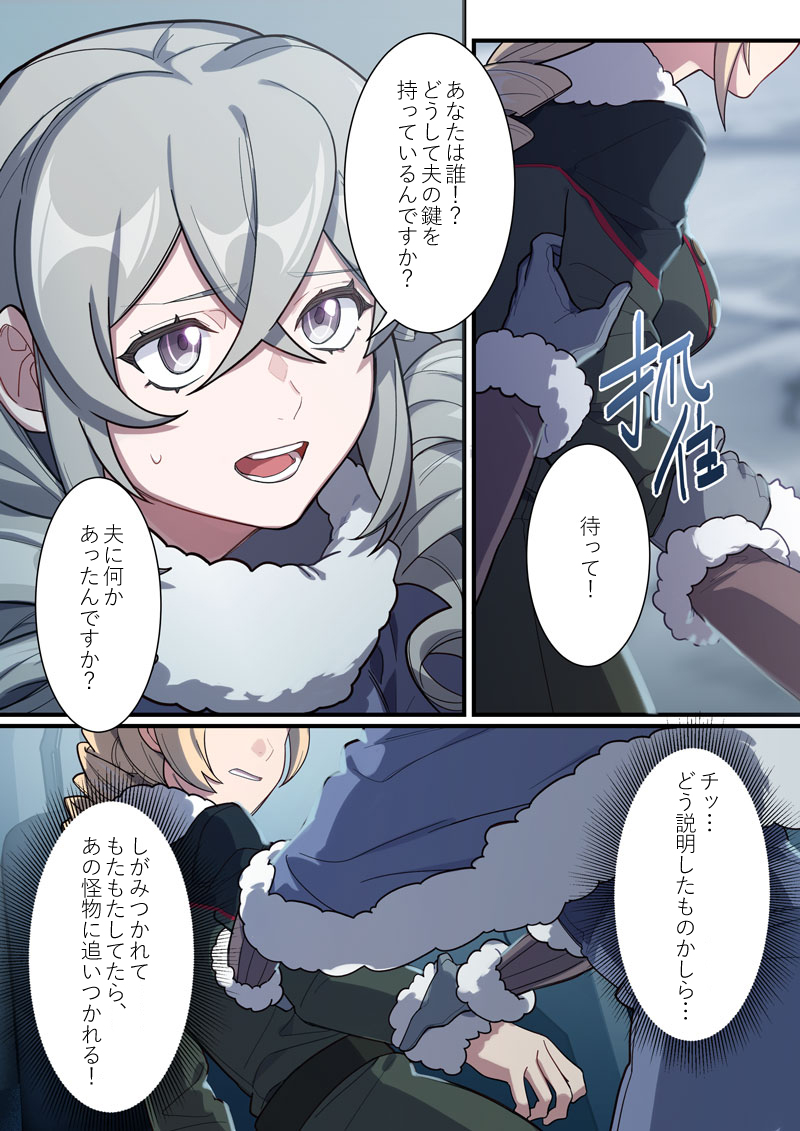 待って！
抓
住
あなたは誰！？
どうして夫の鍵を
持っているんですか？
夫に何か
あったんですか？
チッ…
どう説明したものかしら…
しがみつかれて
もたもたしてたら、
あの怪物に追いつかれる！